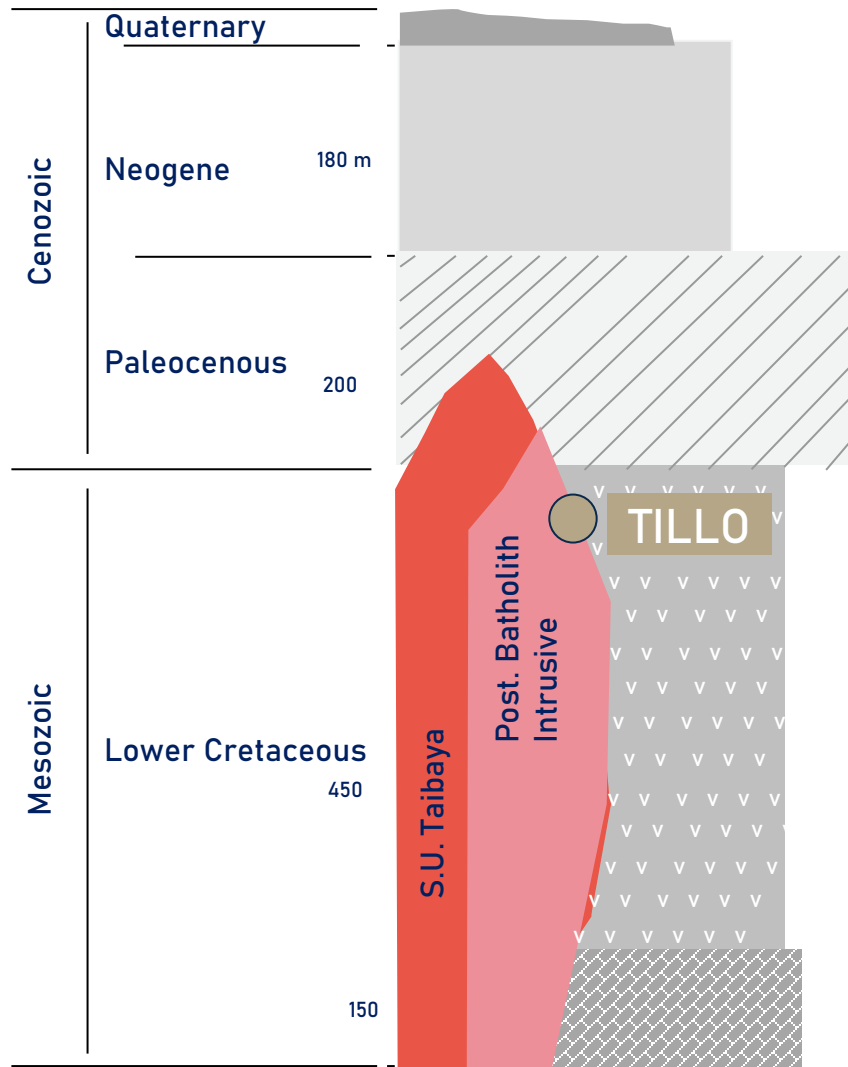 Quaternary
Cenozoic
Neogene
180 m
Paleocenous
200
TILLO
Mesozoic
Lower Cretaceous
450
S.U. Taibaya
Post. Batholith
Intrusive
150